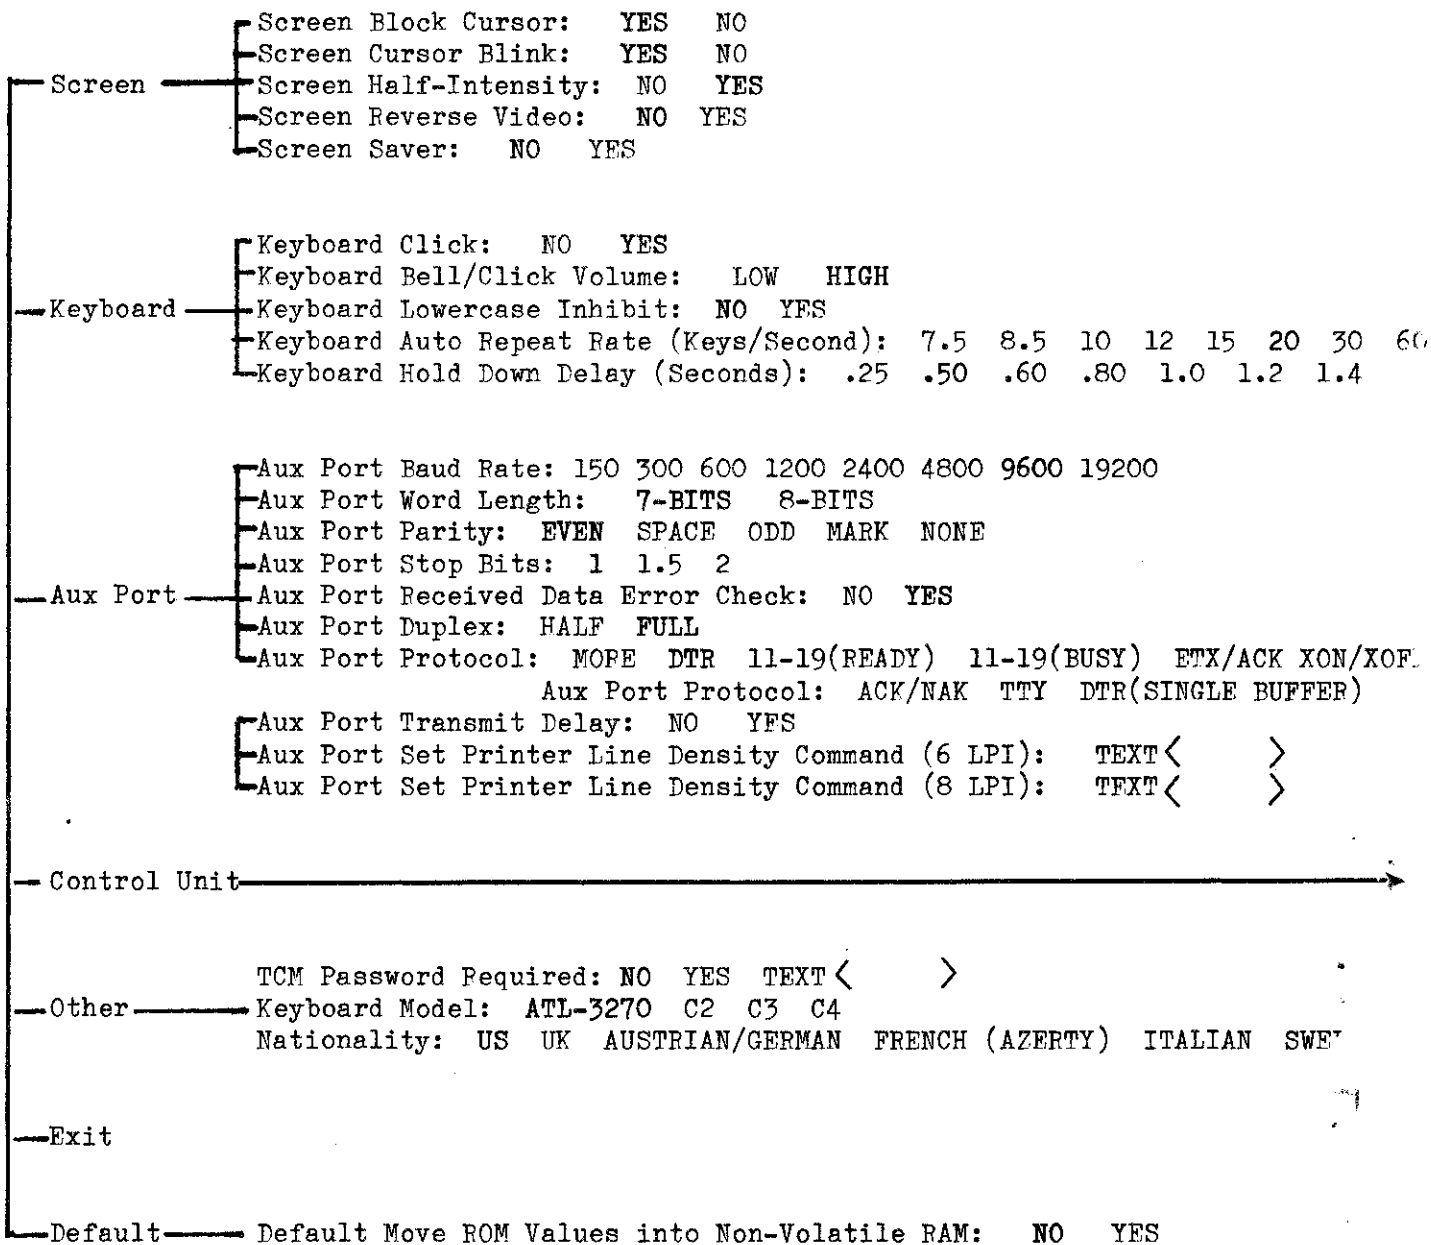 Screen Block Cursor: YES NO
Screen Cursor Blink: YES NO
Screen Screen Half-Intensity: NO YES
Screen Reverse Video: NO YES
Screen Saver: NO YES
Keyboard Click: NO YES
Keyboard Bell/Click Volume: LOW HIGH
Keyboard Keyboard Lowercase Inhibit: NO YES
Keyboard Auto Repeat Rate (Keys/Second): 7.5 8.5 10 12 15 20 30 60
Keyboard Hold Down Delay (Seconds): .25 .50 .60 .80 1.0 1.2 1.4
Aux Port Baud Rate: 150 300 600 1200 2400 4800 9600 19200
Aux Port Word Length: 7-BITS 8-BITS
Aux Port Parity: EVEN SPACE ODD MARK NONE
Aux Port Stop Bits: 1 1.5 2
Aux Port Aux Port Received Data Error Check: NO YES
Aux Port Duplex: HALF FULL
Aux Port Protocol: MORE DTR 11-19(READY) 11-19(BUSY) ETX/ACK XON/XOF
Aux Port Protocol: ACK/NAK TTY DTR(SINGLE BUFFER)
Aux Port Transmit Delay: NO YES
Aux Port Set Printer Line Density Command (6 LPI): TEXT< >
Aux Port Set Printer Line Density Command (8 LPI): TEXT< >
Control Unit
TCM Password Required: NO YES TEXT< >
Other Keyboard Model: ATL-3270 C2 C3 C4
Nationality: US UK AUSTRIAN/GERMAN FRENCH (AZERTY) ITALIAN SWE
Exit
Default Default Move ROM Values into Non-Volatile RAM: NO YES